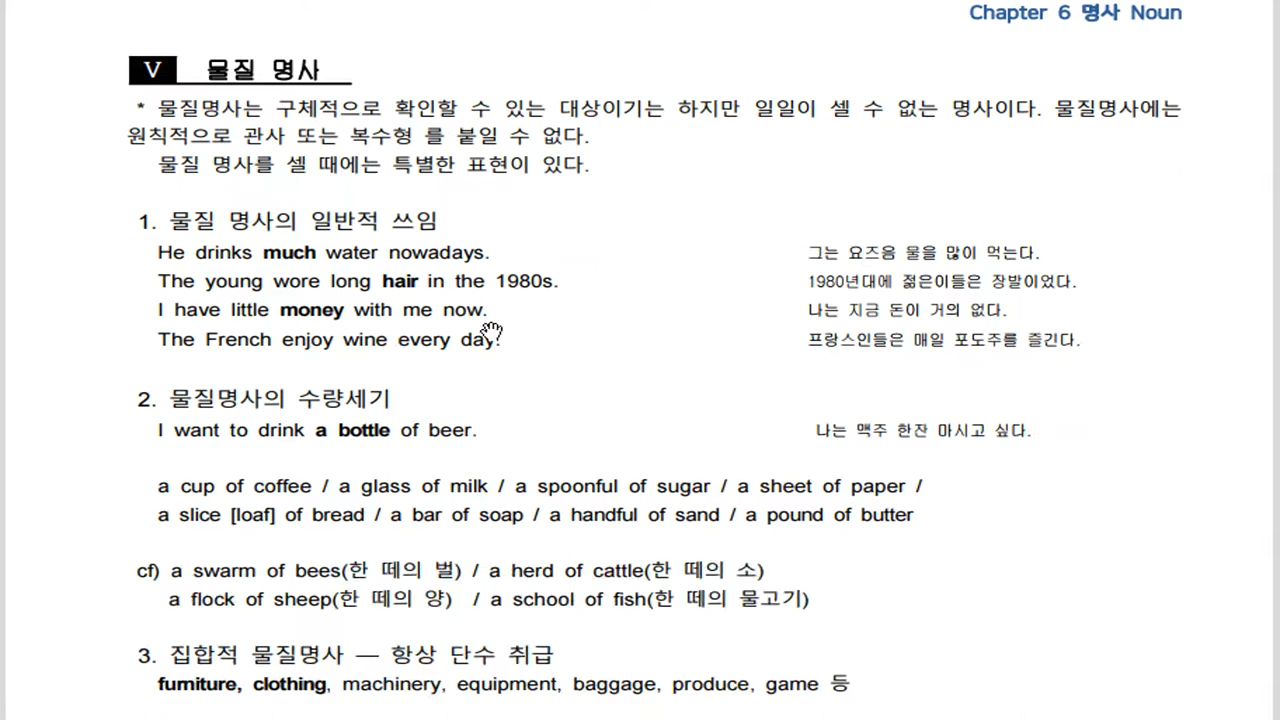 Chapter 6 명사 Noun
V 물질 명사
* 물질명사는 구체적으로 확인할 수 있는 대상이기는 하지만 일일이 셀 수 없는 명사이다. 물질명사에는
원칙적으로 관사 또는 복수형 를 붙일 수 없다.
물질 명사를 셀 때에는 특별한 표현이 있다.
1. 물질 명사의 일반적 쓰임
He drinks much water nowadays. 그는 요즈음 물을 많이 먹는다.
The young wore long hair in the 1980s. 1980년대에 젊은이들은 장발이었다.
I have little money with me now. 나는 지금 돈이 거의 없다.
The French enjoy wine every day. 프랑스인들은 매일 포도주를 즐긴다.
2. 물질명사의 수량세기
I want to drink a bottle of beer. 나는 맥주 한잔 마시고 싶다.
a cup of coffee / a glass of milk / a spoonful of sugar / a sheet of paper /
a slice [loaf] of bread / a bar of soap / a handful of sand / a pound of butter
cf) a swarm of bees(한 떼의 벌) / a herd of cattle(한 떼의 소)
a flock of sheep(한 떼의 양) / a school of fish(한 떼의 물고기)
3. 집합적 물질명사 — 항상 단수 취급
furniture, clothing, machinery, equipment, baggage, produce, game 등